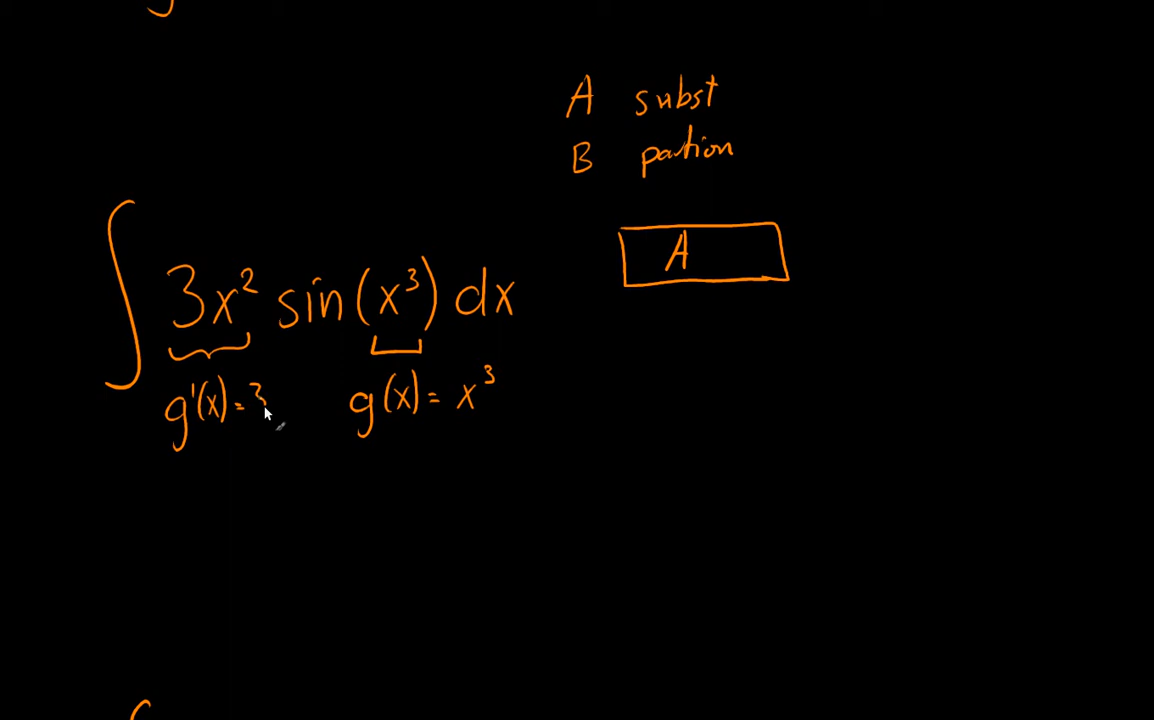 A subst
B partion
A
∫ 3x² sin(x³) dx
g'(x) = 3 g(x) = x³